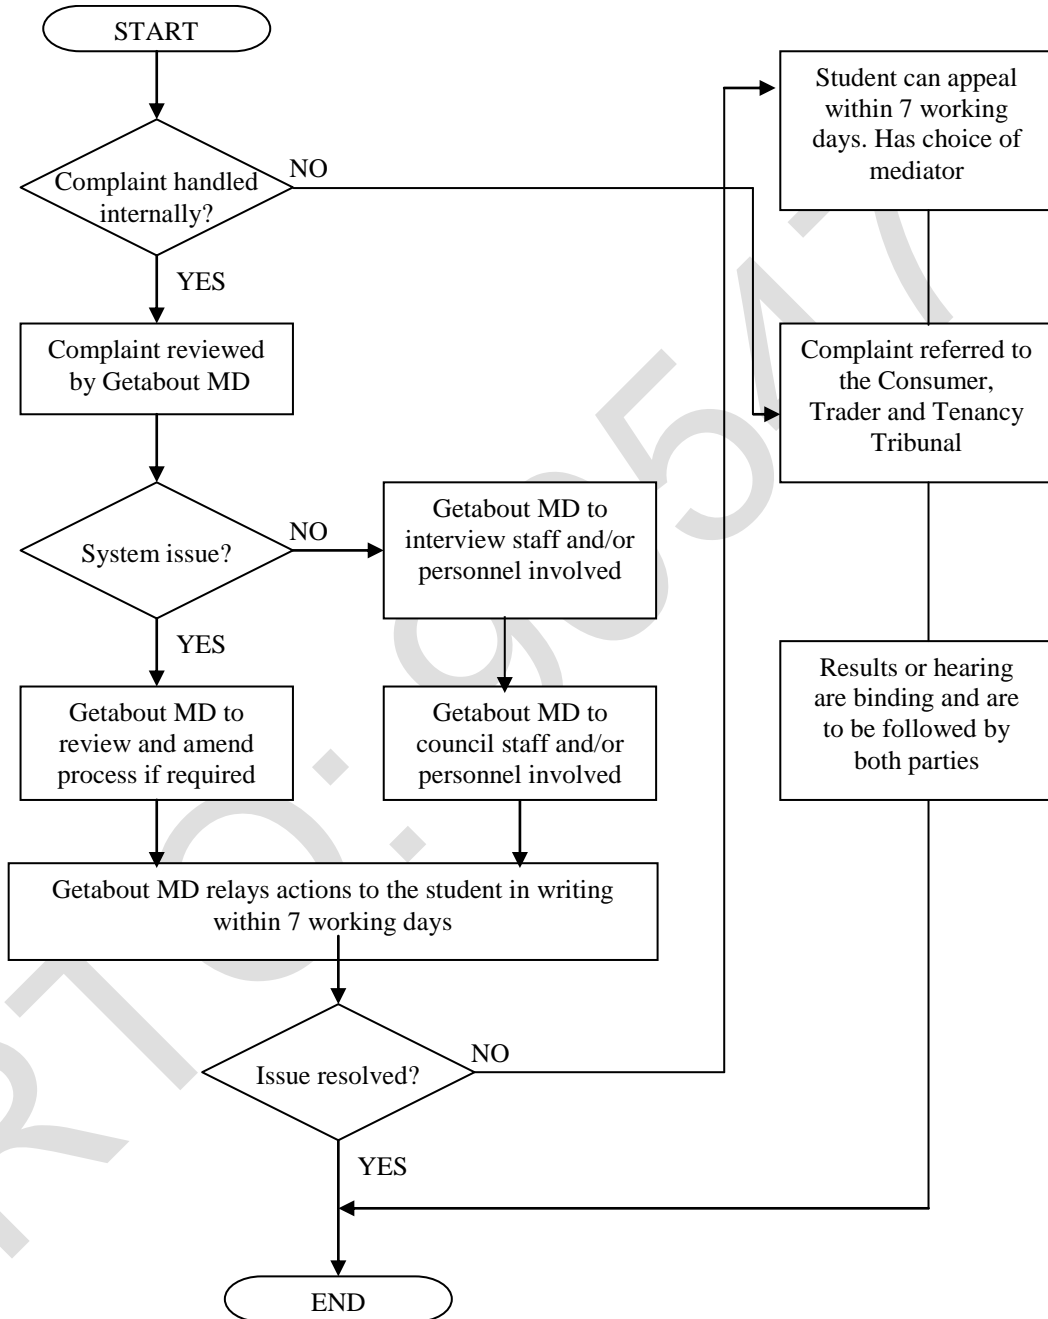 START
Complaint handled
internally?
NO
YES
Complaint reviewed
by Getabout MD
System issue?
NO
YES
Getabout MD to
interview staff and/or
personnel involved
Getabout MD to
review and amend
process if required
Getabout MD to
council staff and/or
personnel involved
Getabout MD relays actions to the student in writing
within 7 working days
Issue resolved?
NO
YES
END
Student can appeal
within 7 working
days. Has choice of
mediator
Complaint referred to
the Consumer,
Trader and Tenancy
Tribunal
Results or hearing
are binding and are
to be followed by
both parties
RTO: 90547